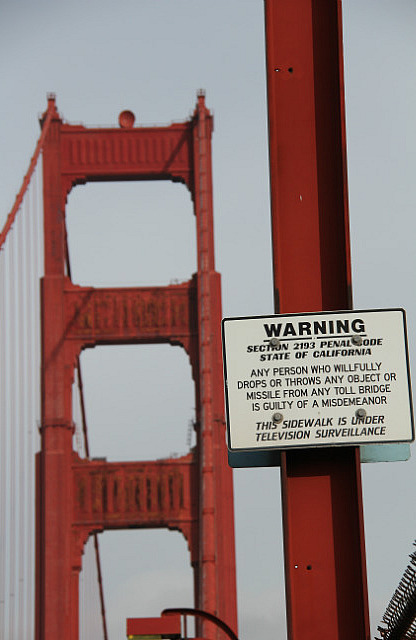 WARNING
SECTION 2193 PENAL CODE
STATE OF CALIFORNIA
ANY PERSON WHO WILLFULLY
DROPS OR THROWS ANY OBJECT OR
MISSILE FROM ANY TOLL BRIDGE
IS GUILTY OF A MISDEMEANOR
THIS SIDEWALK IS UNDER
TELEVISION SURVEILLANCE